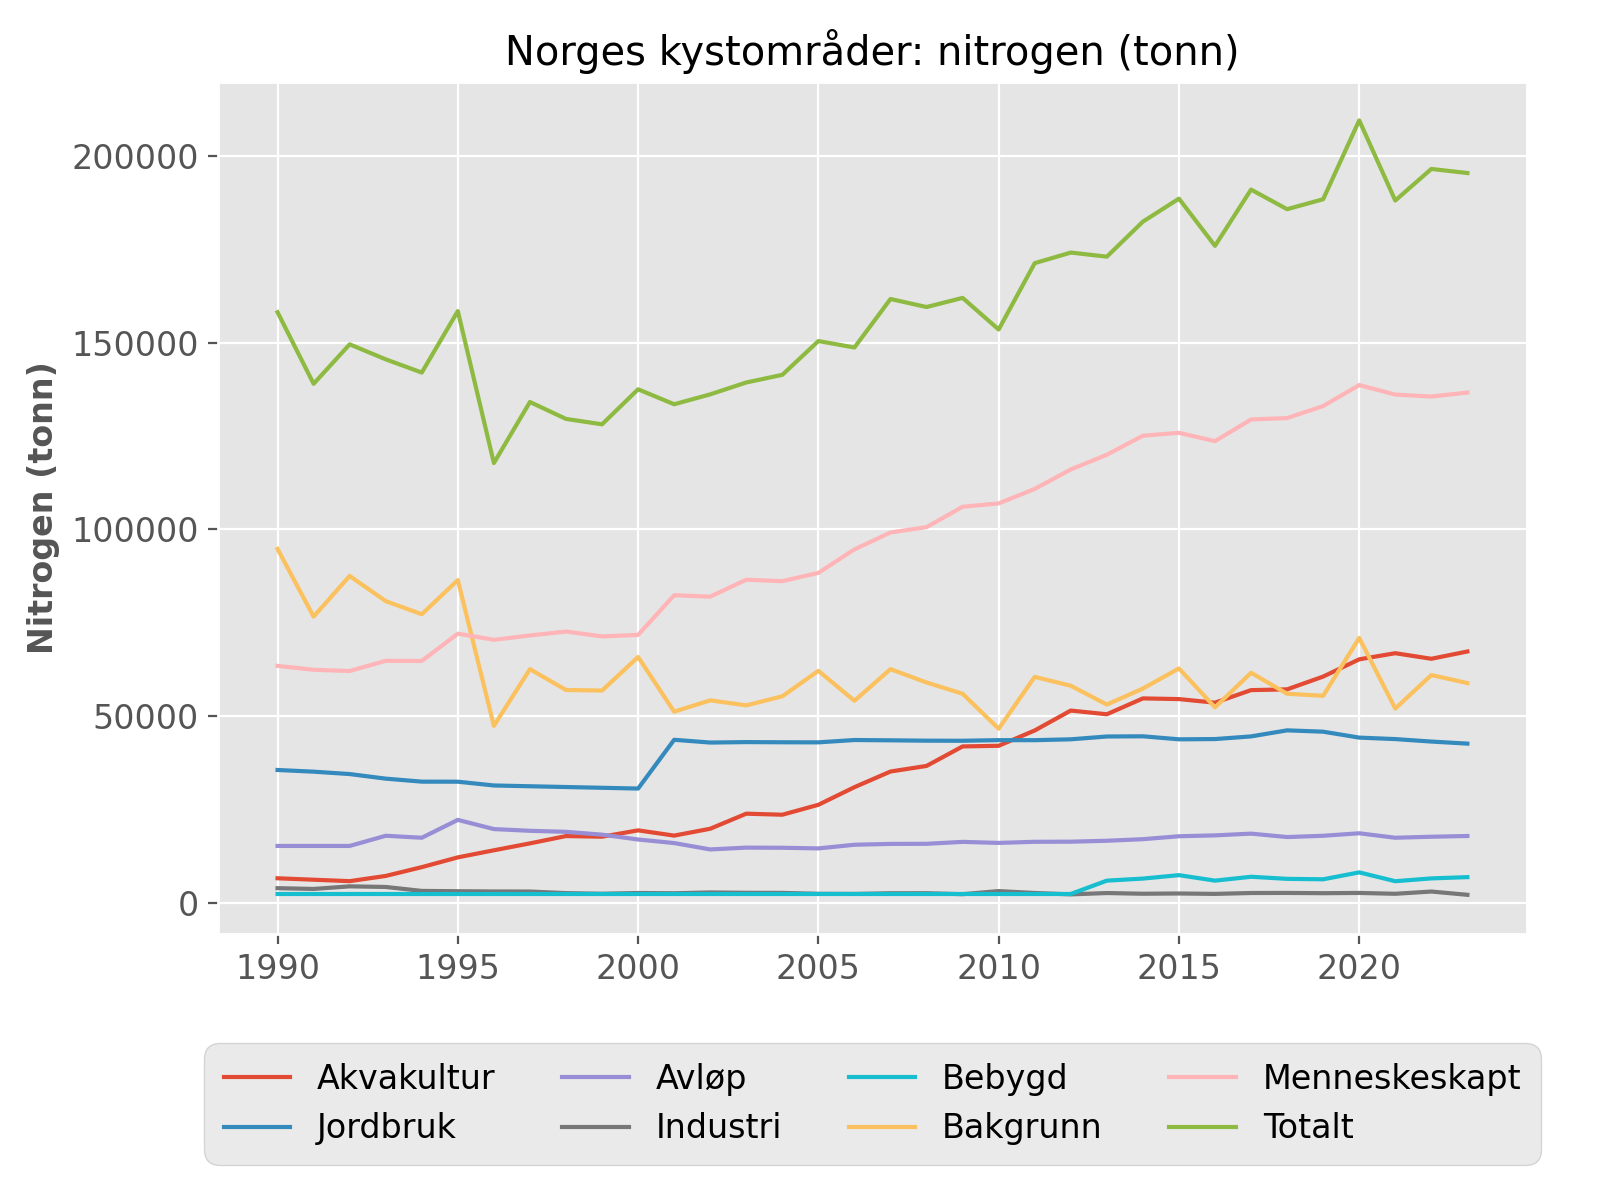 Norges kystområder: nitrogen (tonn)
Nitrogen (tonn)
200000
150000
100000
50000
0
1990 1995 2000 2005 2010 2015 2020
Akvakultur Avløp Bebygd Menneskeskapt
Jordbruk Industri Bakgrunn Totalt